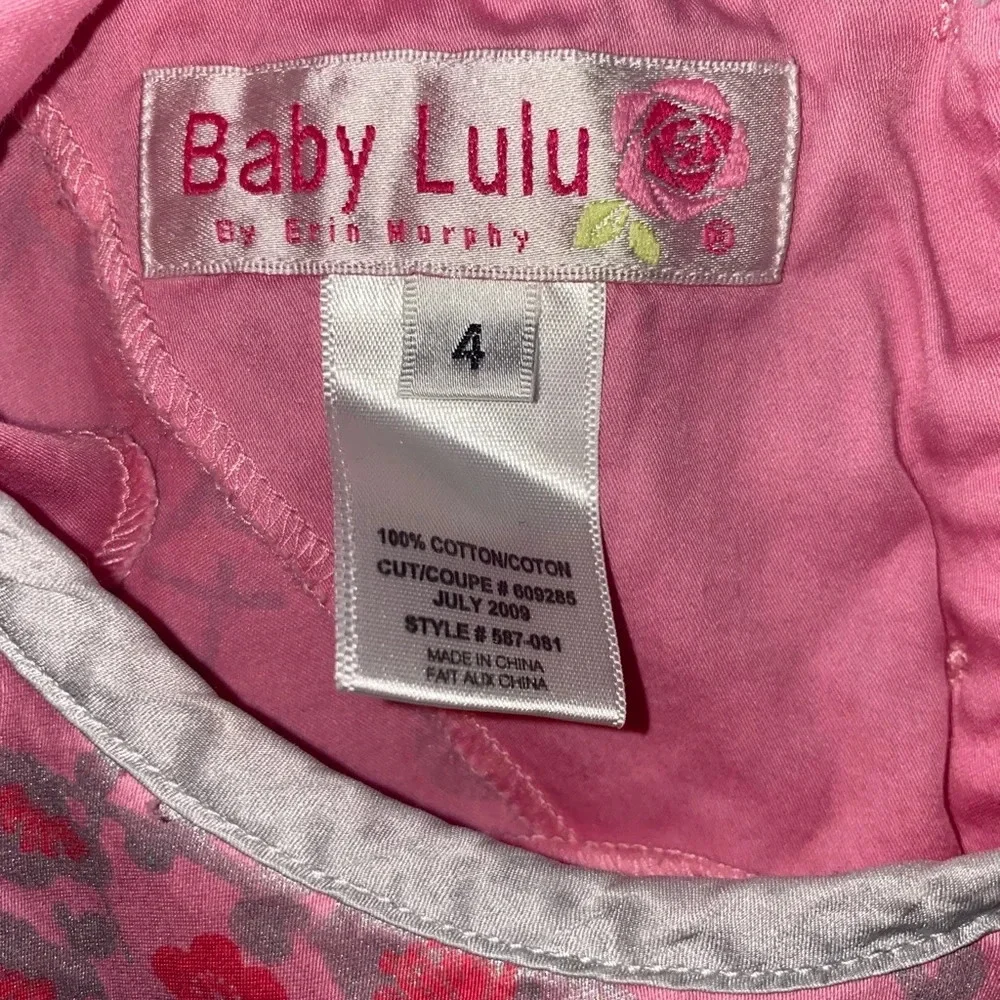 Baby Lulu
By Erin Murphy ®
4
100% COTTON/COTON
CUT/COUPE # 609285
JULY 2009
STYLE # 587-081
MADE IN CHINA
FAIT AUX CHINA